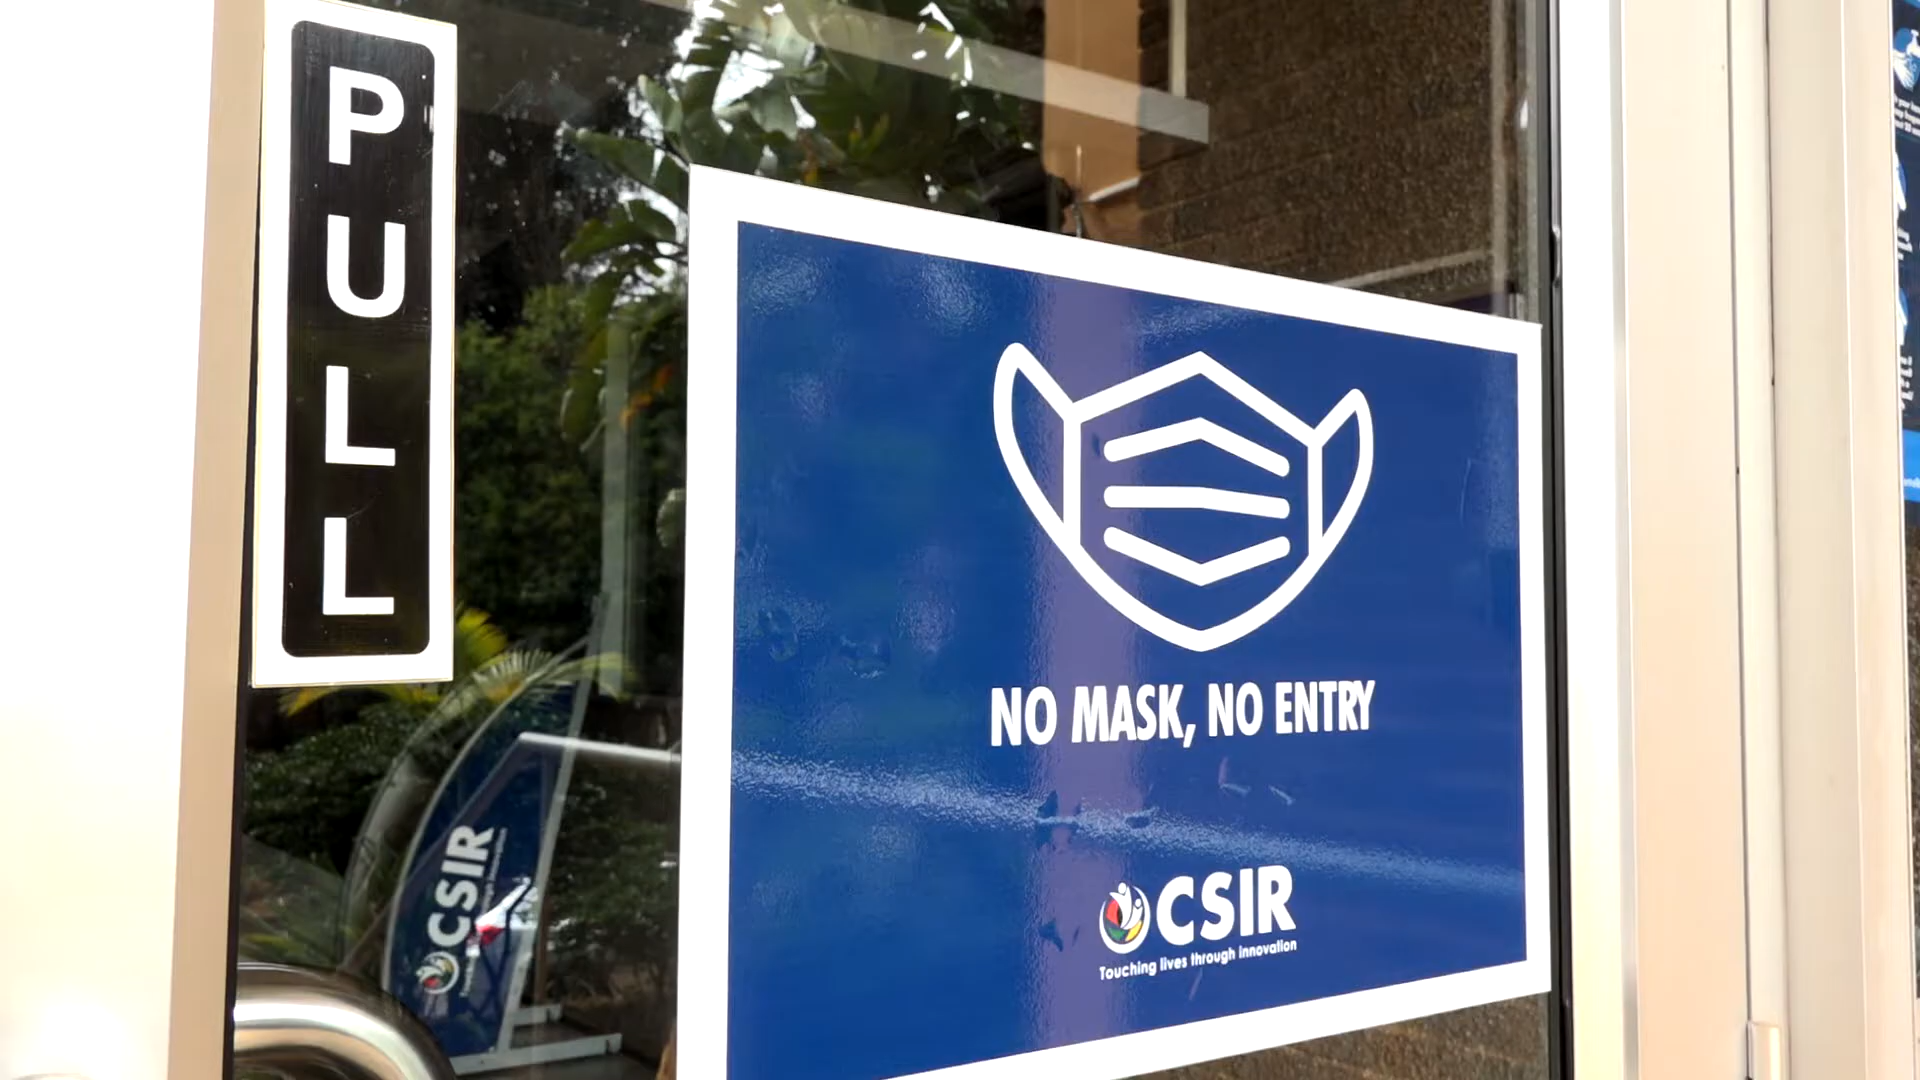 PULL
NO MASK, NO ENTRY
CSIR
Touching lives through innovation
CSIR